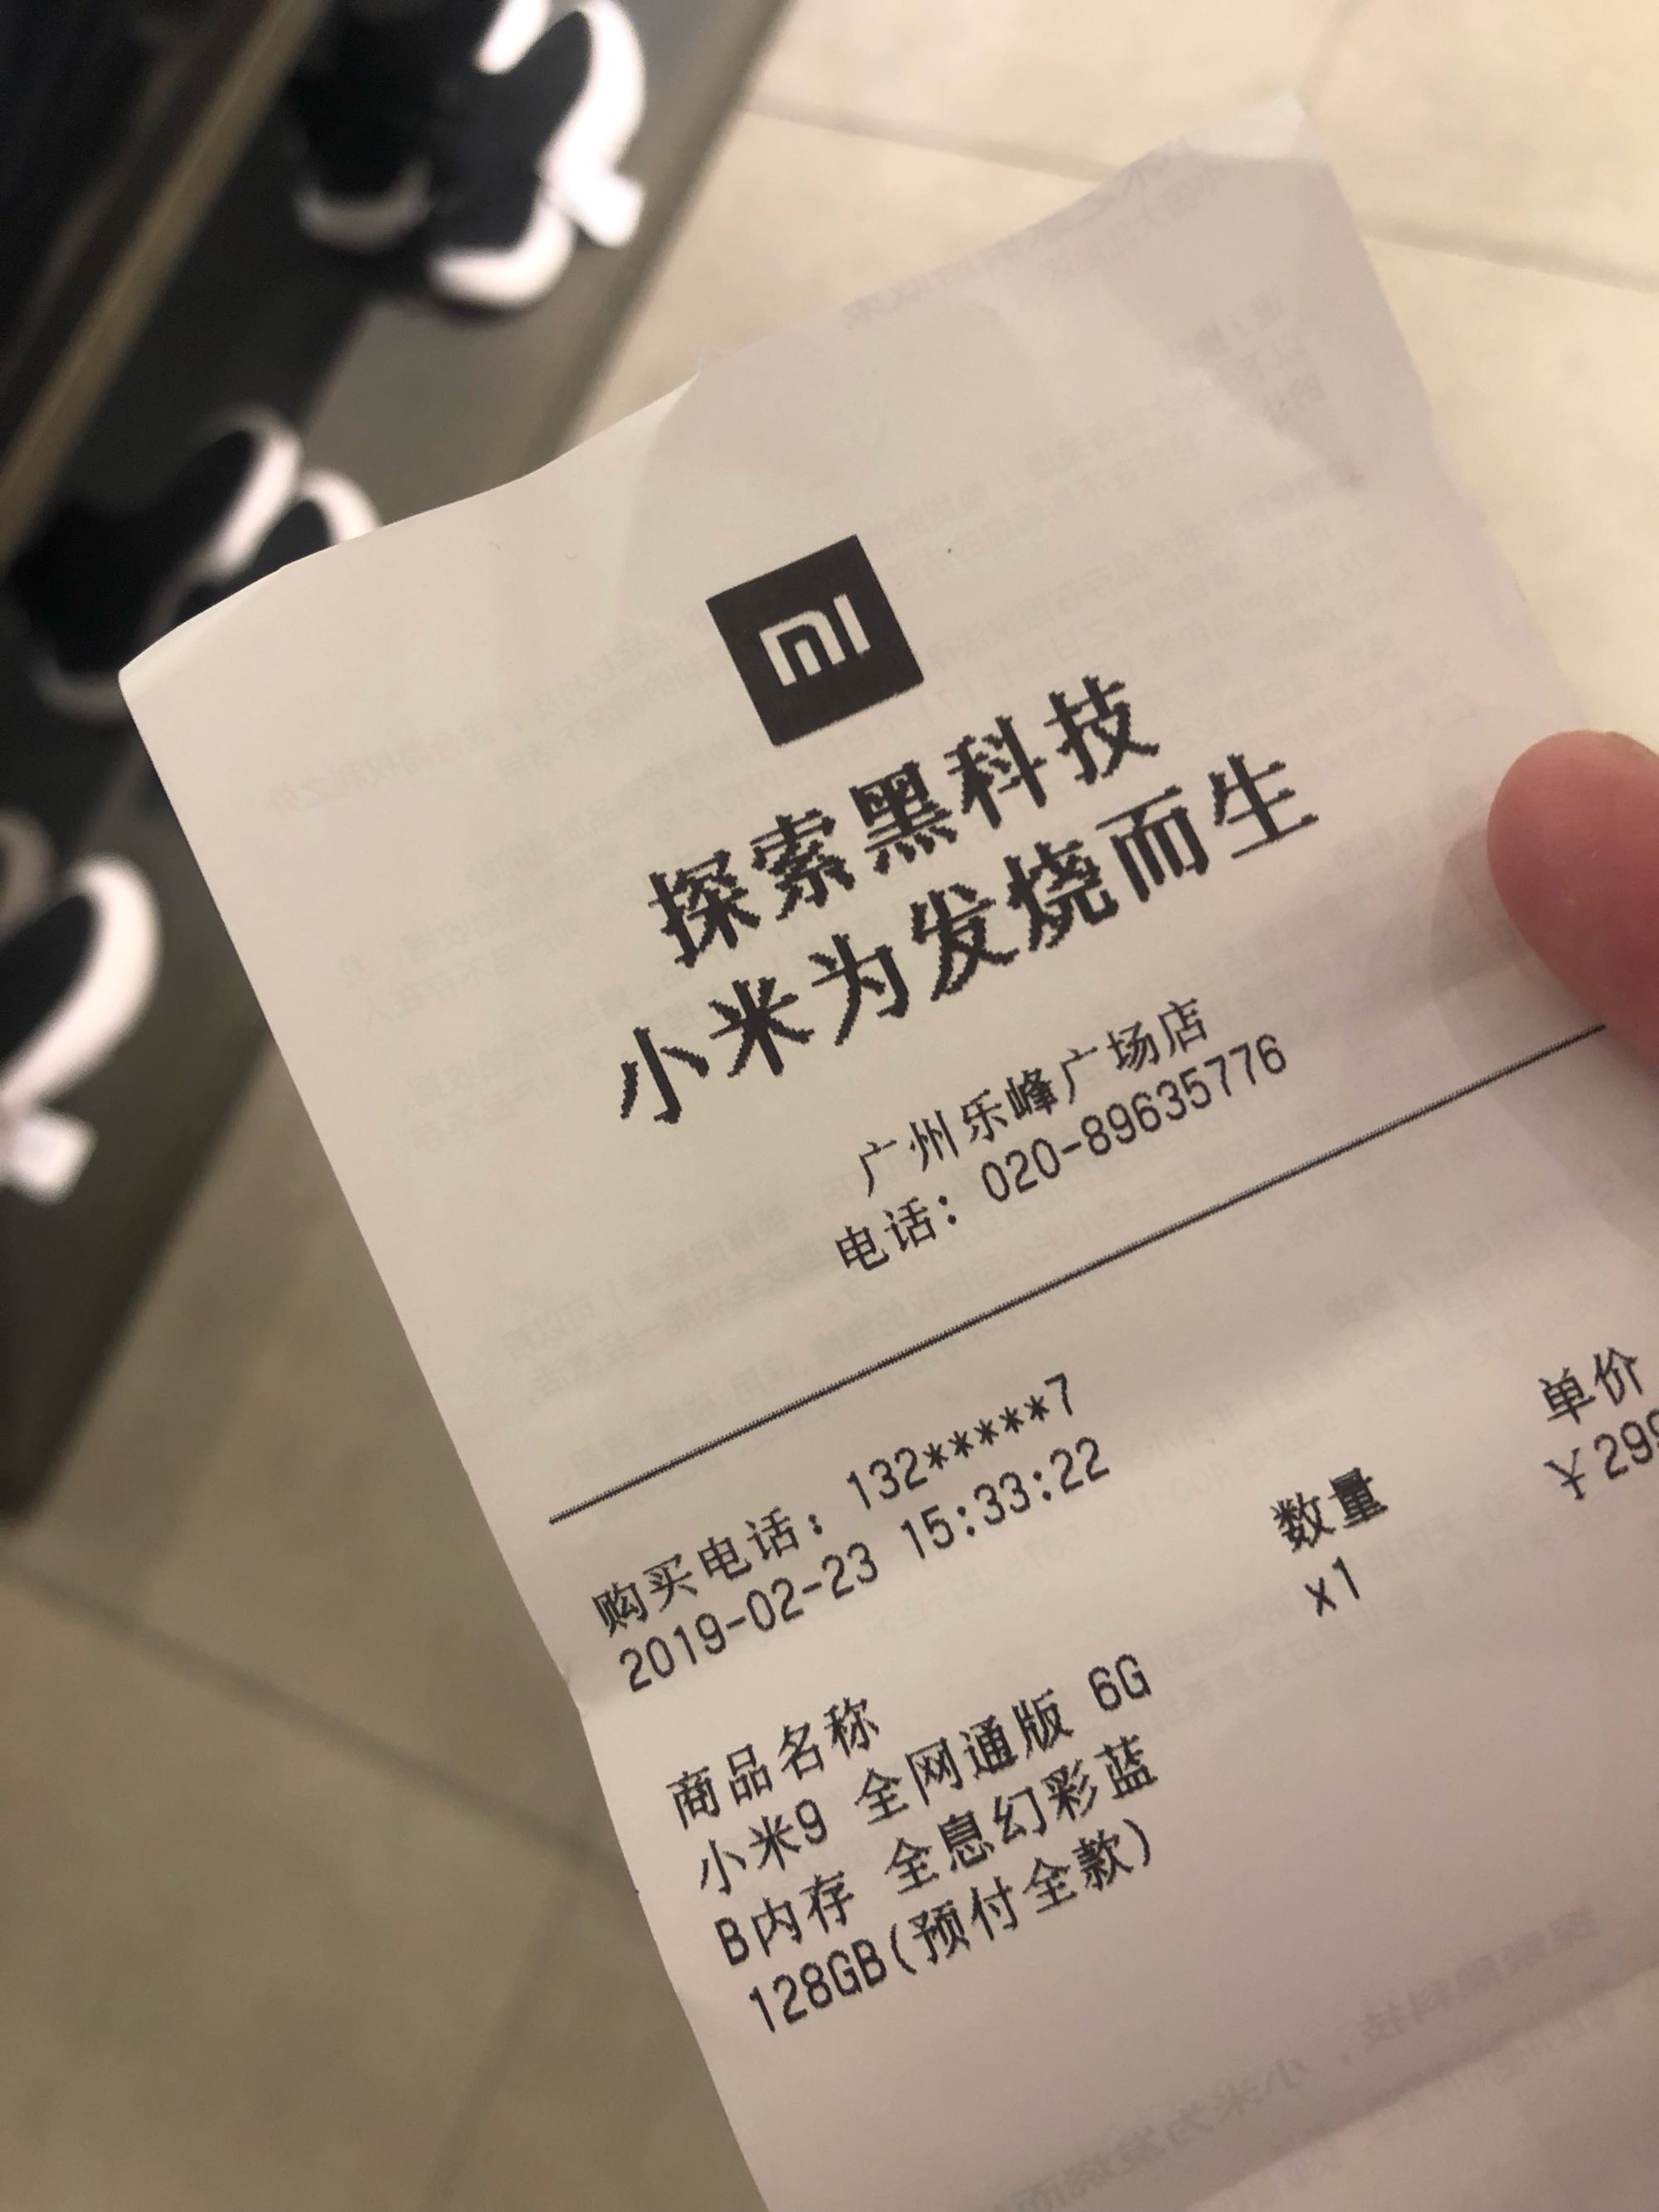 mi
探索黑科技
小米为发烧而生
广州乐峰广场店
电话：020-89635776
购买电话：132*****7
2019-02-23 15:33:22
商品名称 数量 单价
小米9 全网通版 6G x1 ￥299
B内存 全息幻彩蓝
128GB(预付全款)